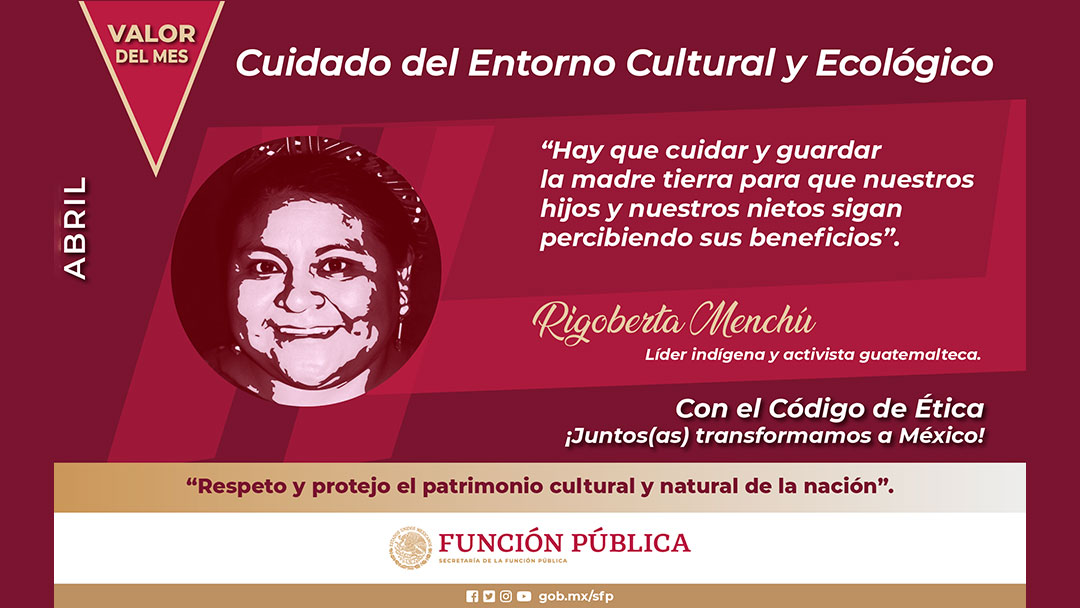 VALOR
DEL MES
Cuidado del Entorno Cultural y Ecológico
ABRIL
“Hay que cuidar y guardar
la madre tierra para que nuestros
hijos y nuestros nietos sigan
percibiendo sus beneficios”.
Rigoberta Menchú
Líder indígena y activista guatemalteca.
Con el Código de Ética
¡Juntos(as) transformamos a México!
“Respeto y protejo el patrimonio cultural y natural de la nación”.
FUNCIÓN PÚBLICA
SECRETARÍA DE LA FUNCIÓN PÚBLICA
gob.mx/sfp